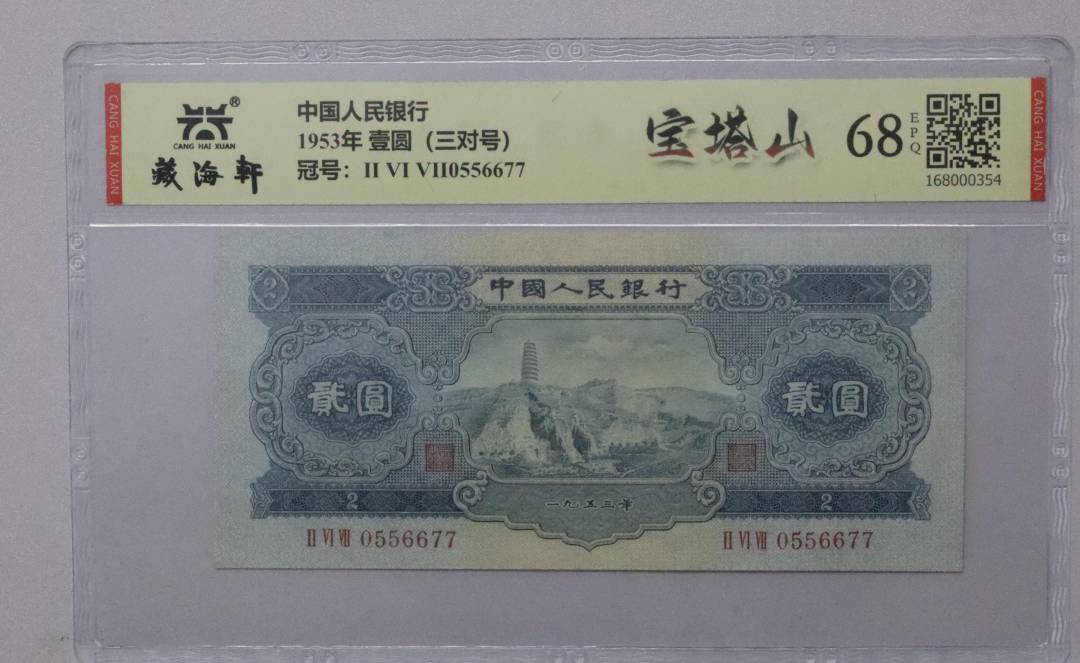 CANG HAI XUAN
®
CANG HAI XUAN
藏海軒
中国人民银行
1953年 壹圆（三对号）
冠号：II VI VII0556677
宝塔山
68
EPQ
168000354
CANG HAI XUAN
中國人民銀行
2
2
貳圓
貳圓
一九五三年
2
2
II VI VII 0556677
II VI VII 0556677